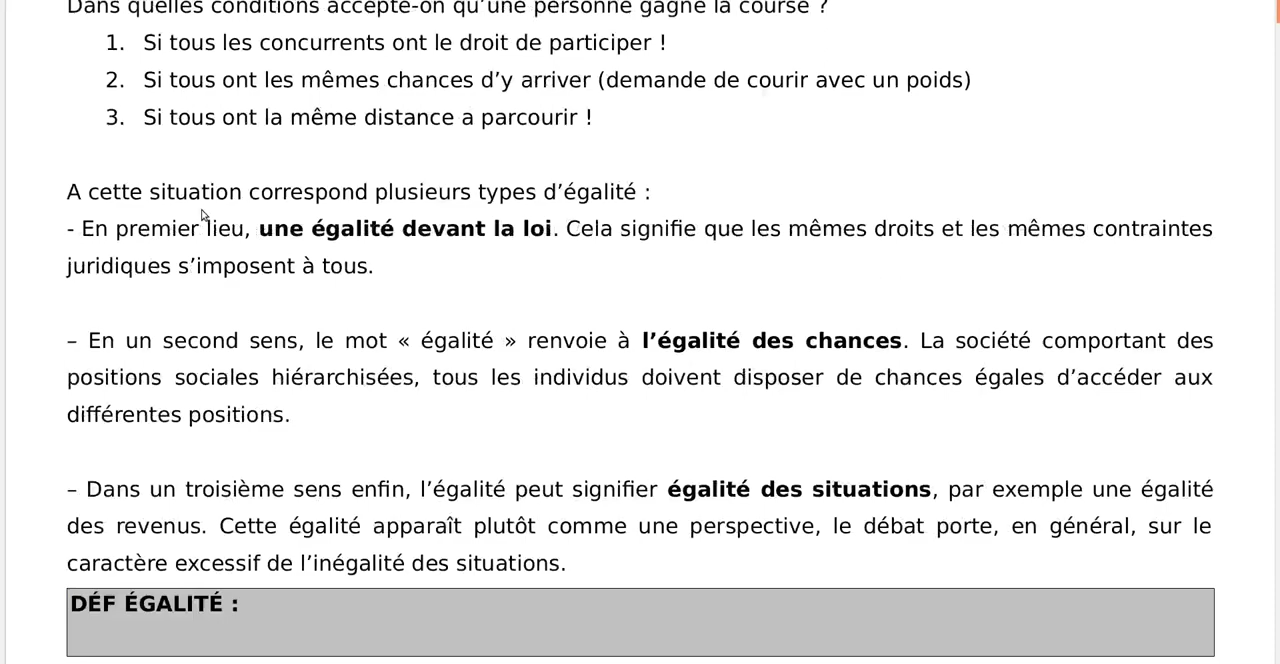 Dans quelles conditions accepte-on qu’une personne gagne la course ?
1. Si tous les concurrents ont le droit de participer !
2. Si tous ont les mêmes chances d’y arriver (demande de courir avec un poids)
3. Si tous ont la même distance a parcourir !
A cette situation correspond plusieurs types d’égalité :
- En premier lieu, une égalité devant la loi. Cela signifie que les mêmes droits et les mêmes contraintes
juridiques s’imposent à tous.
– En un second sens, le mot « égalité » renvoie à l’égalité des chances. La société comportant des
positions sociales hiérarchisées, tous les individus doivent disposer de chances égales d’accéder aux
différentes positions.
– Dans un troisième sens enfin, l’égalité peut signifier égalité des situations, par exemple une égalité
des revenus. Cette égalité apparaît plutôt comme une perspective, le débat porte, en général, sur le
caractère excessif de l’inégalité des situations.
DÉF ÉGALITÉ :